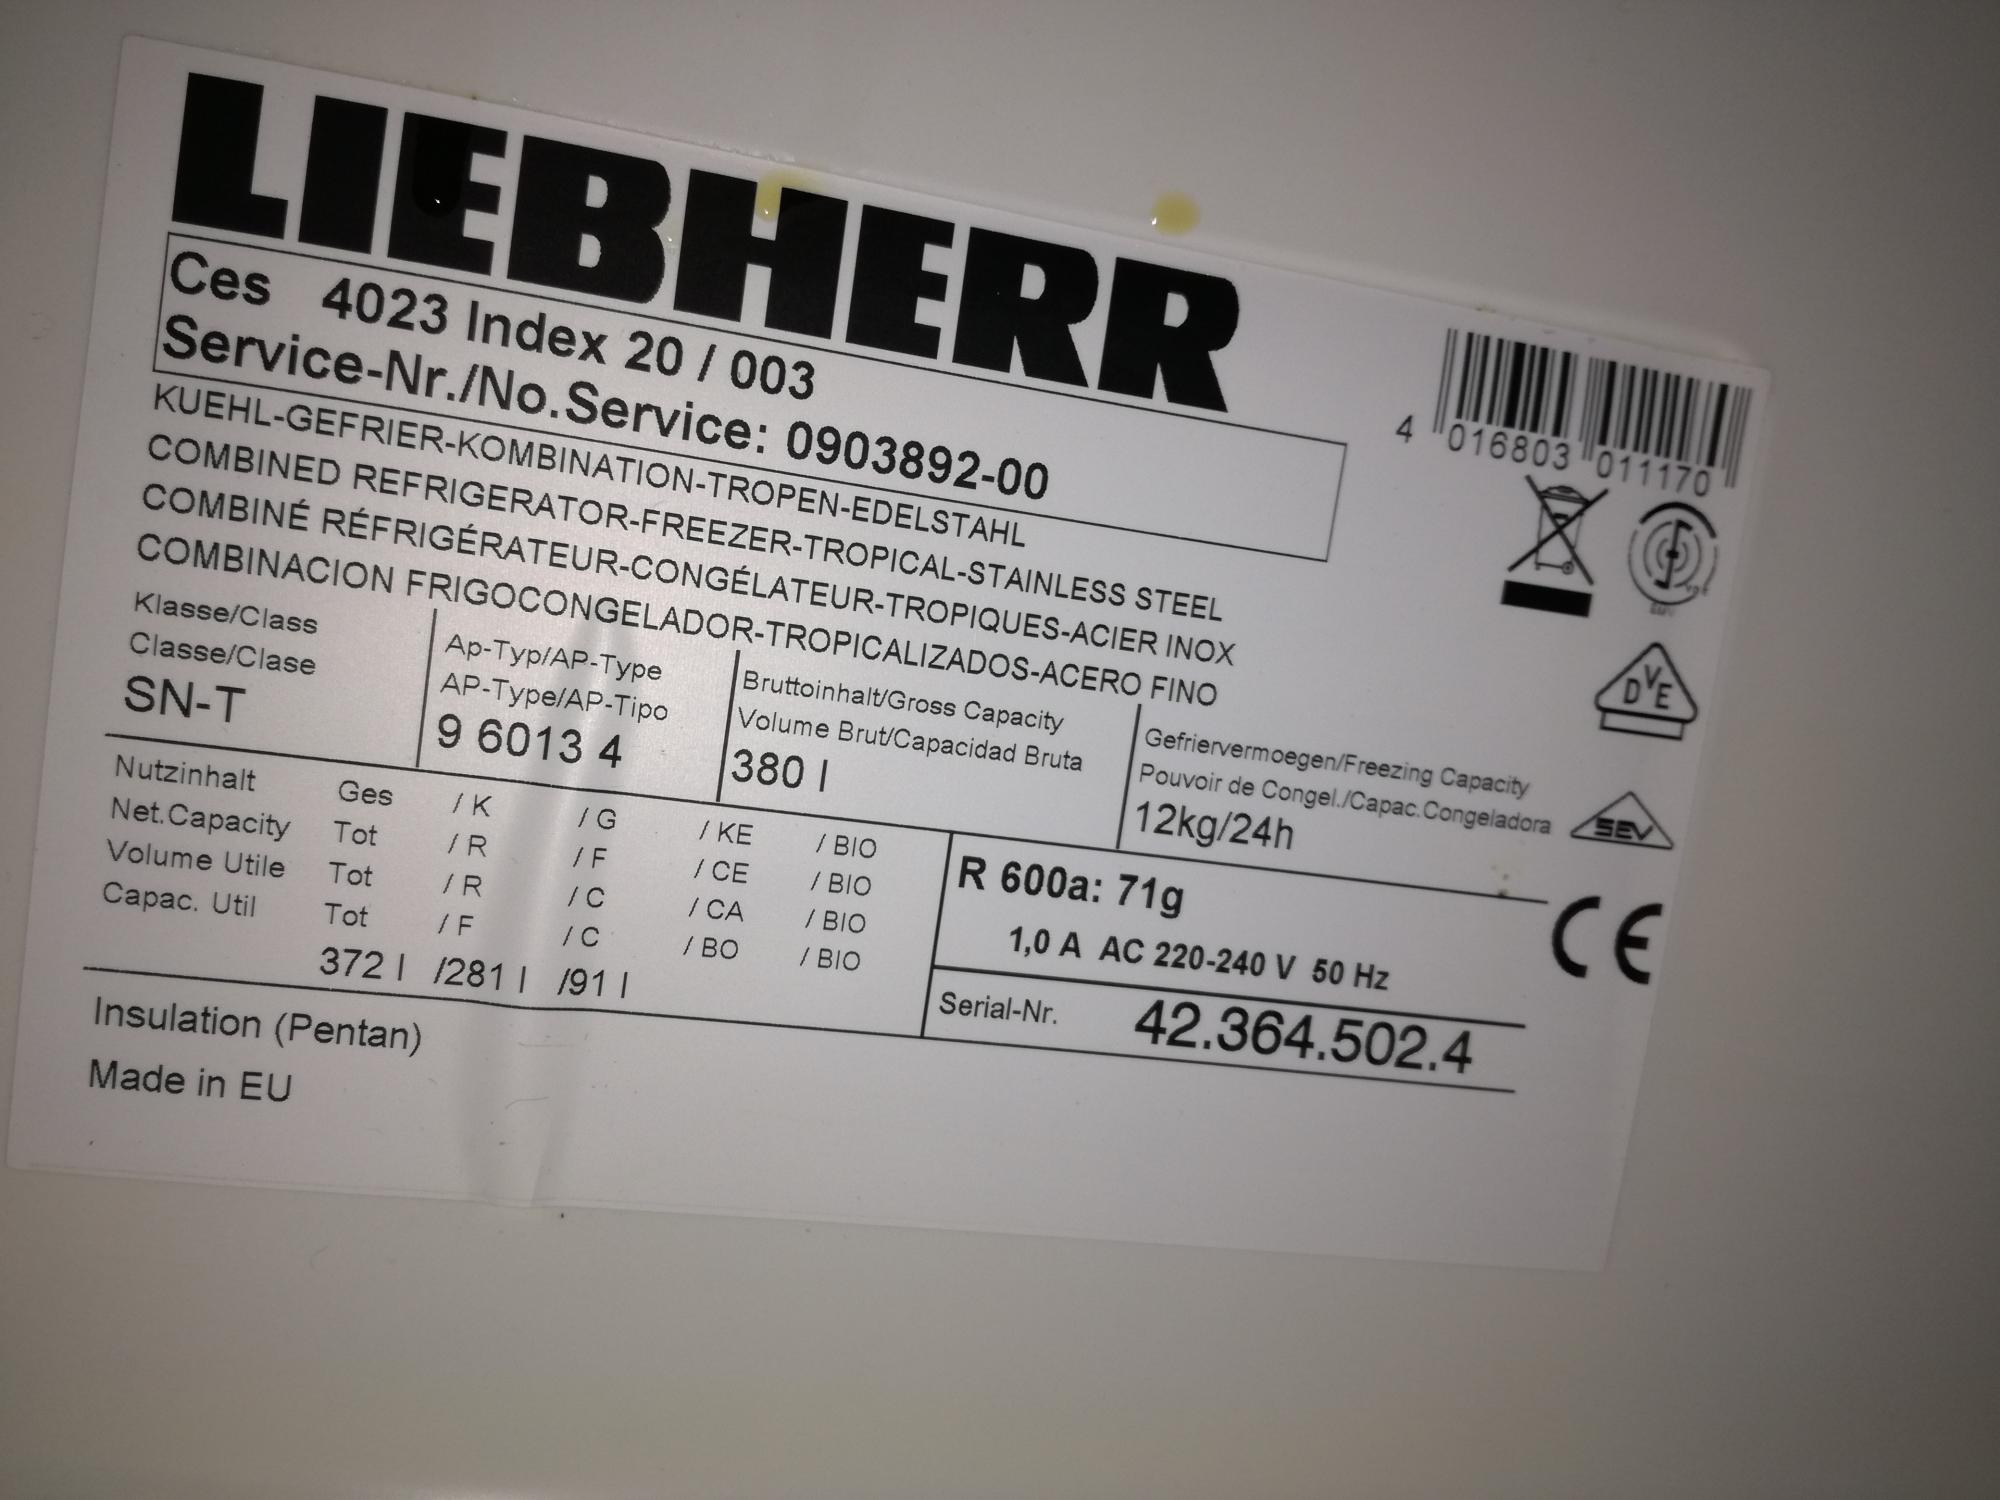 LIEBHERR
Ces 4023 Index 20 / 003
Service-Nr./No.Service: 0903892-00
KUEHL-GEFRIER-KOMBINATION-TROPEN-EDELSTAHL
COMBINED REFRIGERATOR-FREEZER-TROPICAL-STAINLESS STEEL
COMBINÉ RÉFRIGÉRATEUR-CONGÉLATEUR-TROPIQUES-ACIER INOX
COMBINACION FRIGOCONGELADOR-TROPICALIZADOS-ACERO FINO
4 016803 011170
Klasse/Class
Classe/Clase
SN-T
Ap-Typ/AP-Type
AP-Type/AP-Tipo
9 6013 4
Bruttoinhalt/Gross Capacity
Volume Brut/Capacidad Bruta
380 l
Gefriervermoegen/Freezing Capacity
Pouvoir de Congel./Capac.Congeladora
12kg/24h
DVE
SEV
CE
Nutzinhalt Ges / K / G / KE / BIO
Net.Capacity Tot / R / F / CE / BIO
Volume Utile Tot / R / C / CA / BIO
Capac. Util Tot / F / C / BO / BIO
372 l /281 l /91 l
R 600a: 71g
1,0 A AC 220-240 V 50 Hz
Serial-Nr. 42.364.502.4
Insulation (Pentan)
Made in EU